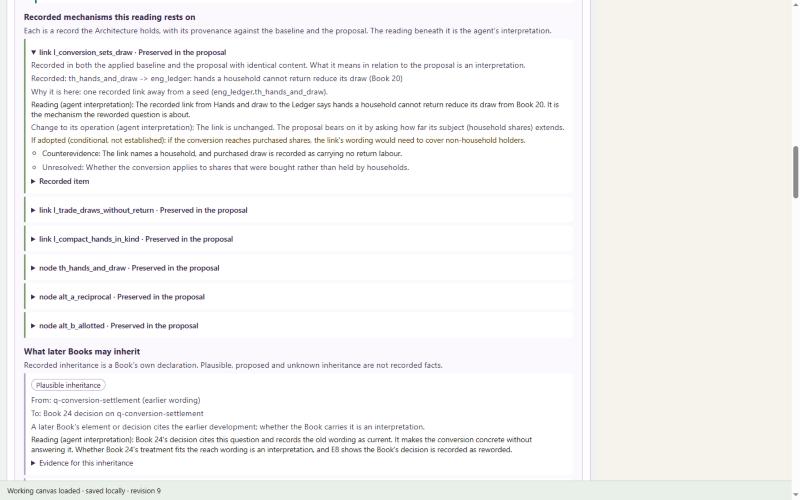 Recorded mechanisms this reading rests on
Each is a record the Architecture holds, with its provenance against the baseline and the proposal. The reading beneath it is the agent's interpretation.
▼ link l_conversion_sets_draw · Preserved in the proposal
Recorded in both the applied baseline and the proposal with identical content. What it means in relation to the proposal is an interpretation.
Recorded: th_hands_and_draw -> eng_ledger: hands a household cannot return reduce its draw (Book 20)
Why it is here: one recorded link away from a seed (eng_ledger,th_hands_and_draw).
Reading (agent interpretation): The recorded link from Hands and draw to the Ledger says hands a household cannot return reduce its draw from Book 20. It is
the mechanism the reworded question is about.
Change to its operation (agent interpretation): The link is unchanged. The proposal bears on it by asking how far its subject (household shares) extends.
If adopted (conditional, not established): if the conversion reaches purchased shares, the link's wording would need to cover non-household holders.
Counterevidence: The link names a household, and purchased draw is recorded as carrying no return labour.
Unresolved: Whether the conversion applies to shares that were bought rather than held by households.
▶ Recorded item
▶ link l_trade_draws_without_return · Preserved in the proposal
▶ link l_compact_hands_in_kind · Preserved in the proposal
▶ node th_hands_and_draw · Preserved in the proposal
▶ node alt_a_reciprocal · Preserved in the proposal
▶ node alt_b_allotted · Preserved in the proposal
What later Books may inherit
Recorded inheritance is a Book's own declaration. Plausible, proposed and unknown inheritance are not recorded facts.
Plausible inheritance
From: q-conversion-settlement (earlier wording)
To: Book 24 decision on q-conversion-settlement
A later Book's element or decision cites the earlier development; whether the Book carries it is an interpretation.
Reading (agent interpretation): Book 24's decision cites this question and records the old wording as current. It makes the conversion concrete without
answering it. Whether Book 24's treatment fits the reach wording is an interpretation, and E8 shows the Book's decision is recorded as reworded.
▶ Evidence for this inheritance
Working canvas loaded · saved locally · revision 9